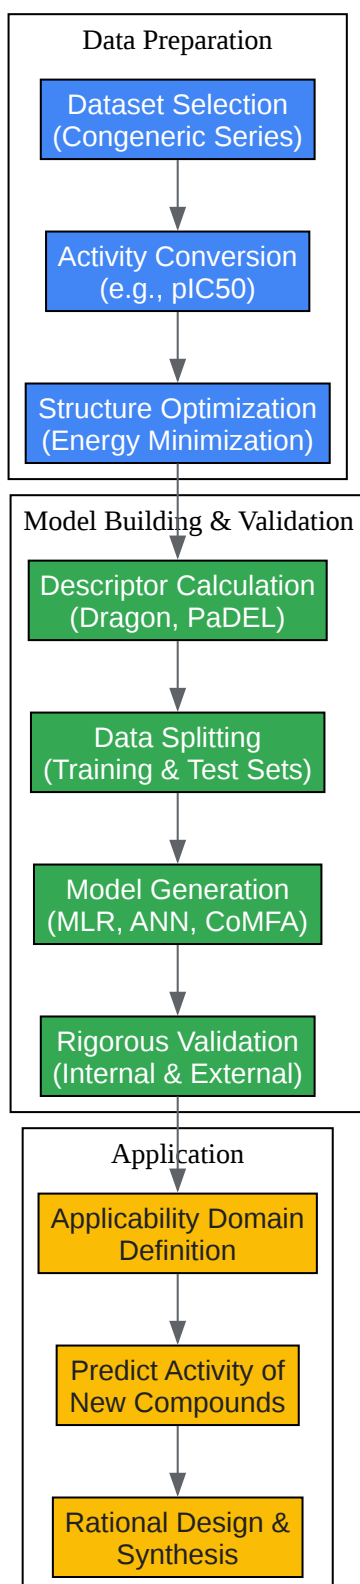 Data Preparation
Dataset Selection
(Congeneric Series)
Activity Conversion
(e.g., pIC50)
Structure Optimization
(Energy Minimization)
Model Building & Validation
Descriptor Calculation
(Dragon, PaDEL)
Data Splitting
(Training & Test Sets)
Model Generation
(MLR, ANN, CoMFA)
Rigorous Validation
(Internal & External)
Application
Applicability Domain
Definition
Predict Activity of
New Compounds
Rational Design &
Synthesis